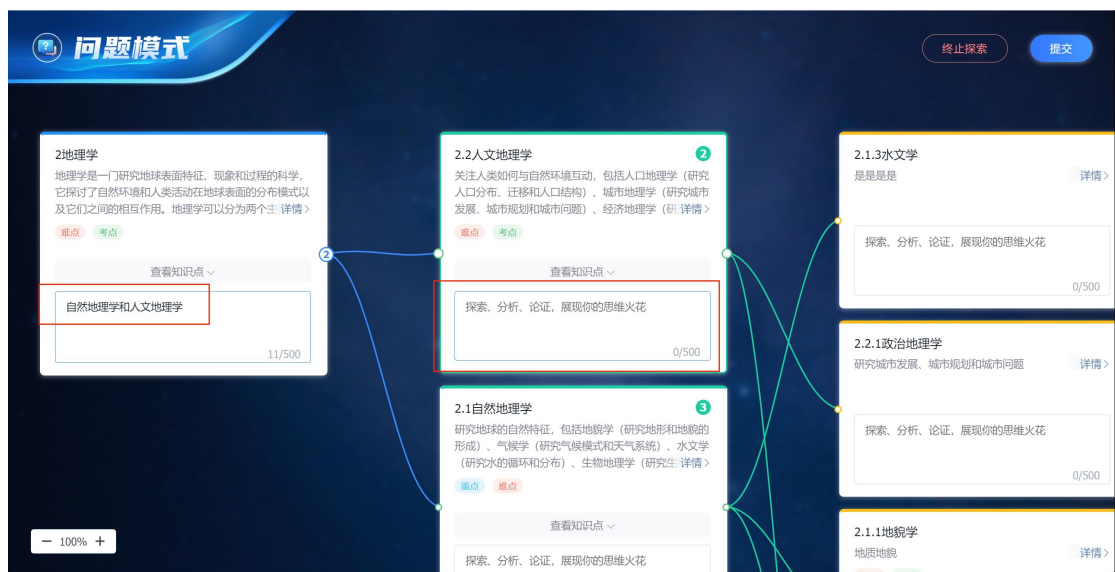 问题模式
终止探索
提交
2地理学
地理学是一门研究地球表面特征、现象和过程的科学，
它探讨了自然环境和人类活动在地球表面的分布模式以
及它们之间的相互作用。地理学可以分为两个主 详情>
难点 考点
2
查看知识点
自然地理学和人文地理学
11/500
2.2人文地理学
2
关注人类如何与自然环境互动，包括人口地理学（研究
人口分布、迁移和人口结构）、城市地理学（研究城市
发展、城市规划和城市问题）、经济地理学（研 详情>
难点 考点
查看知识点
探索、分析、论证，展现你的思维火花
0/500
2.1自然地理学
3
研究地球的自然特征，包括地貌学（研究地形和地貌的
形成）、气候学（研究气候模式和天气系统）、水文学
（研究水的循环和分布）、生物地理学（研究生 详情>
重点 难点
查看知识点
探索、分析、论证，展现你的思维火花
2.1.3水文学
是是是是 详情>
探索、分析、论证，展现你的思维火花
0/500
2.2.1政治地理学
研究城市发展、城市规划和城市问题 详情>
探索、分析、论证，展现你的思维火花
0/500
2.1.1地貌学
地质地貌 详情>
— 100% +